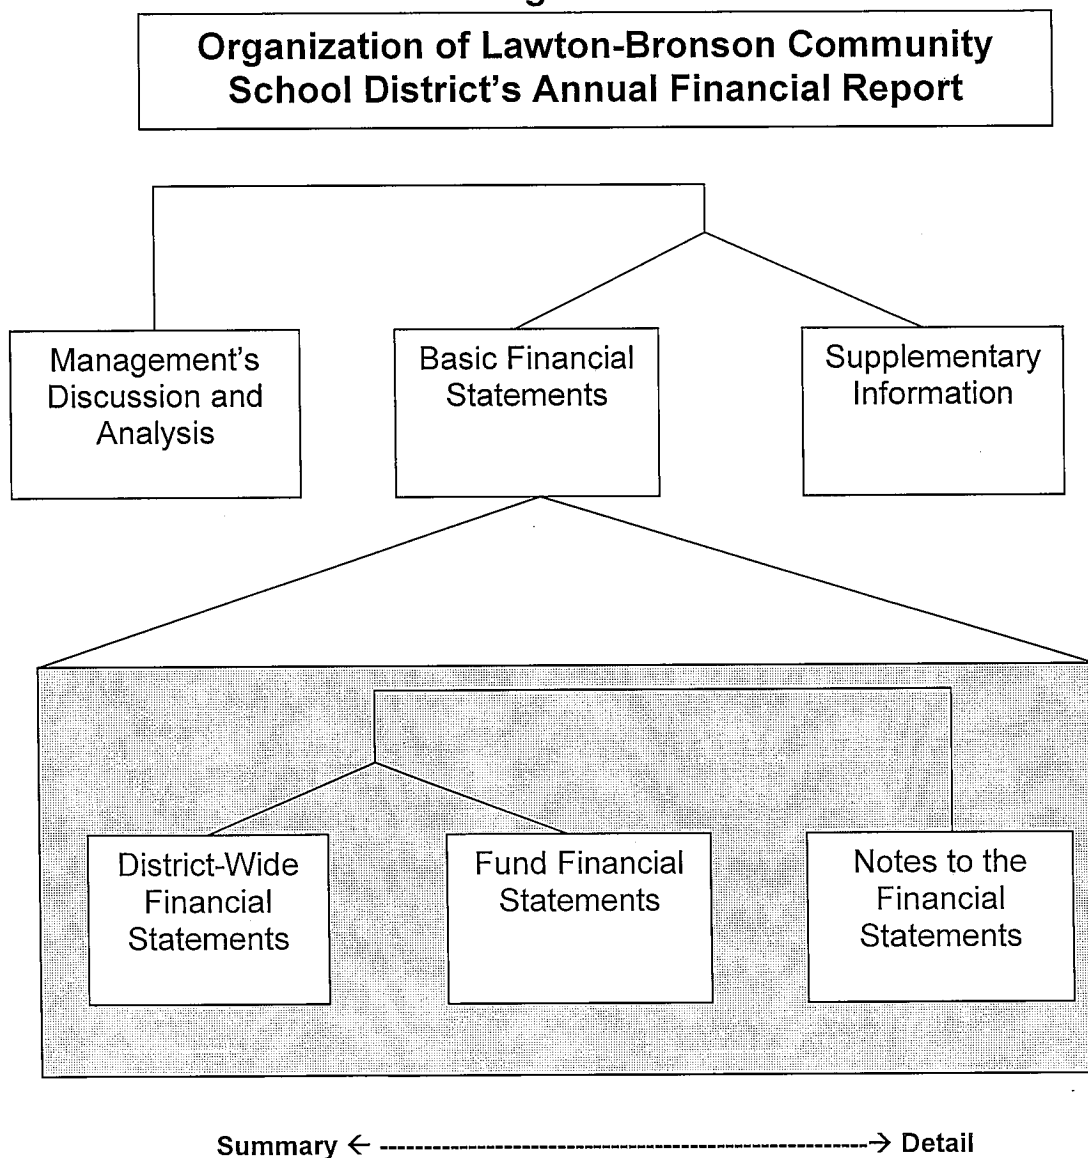 Organization of Lawton-Bronson Community
School District's Annual Financial Report
Management's
Discussion and
Analysis
Basic Financial
Statements
Supplementary
Information
District-Wide
Financial
Statements
Fund Financial
Statements
Notes to the
Financial
Statements
Summary ← ---------------------------------------------------→ Detail